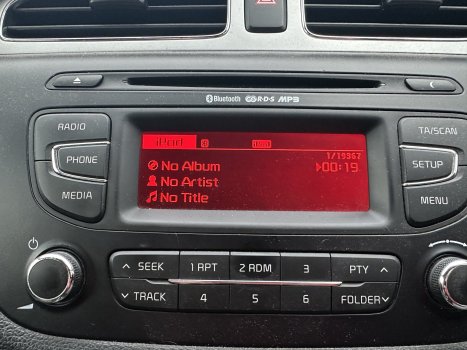 Bluetooth R·D·S MP3
RADIO
TA/SCAN
iPod
1/19367
No Album
00:19
PHONE
SETUP
No Artist
MEDIA
No Title
MENU
SEEK
1 RPT
2 RDM
3
PTY
TRACK
4
5
6
FOLDER